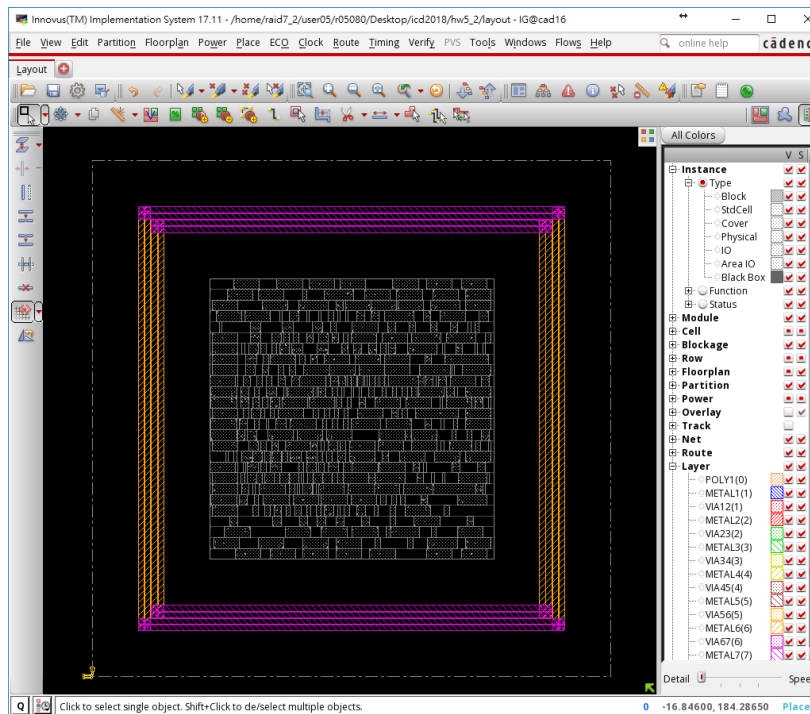 Innovus(TM) Implementation System 17.11 - /home/raid7_2/user05/r05080/Desktop/icd2018/hw5_2/layout - IG@cad16
File View Edit Partition Floorplan Power Place ECO Clock Route Timing Verify PVS Tools Windows Flows Help
online help
cādenc
Layout
All Colors
V S
Instance
Type
Block
StdCell
Cover
Physical
IO
Area IO
Black Box
Function
Status
Module
Cell
Blockage
Row
Floorplan
Partition
Power
Overlay
Track
Net
Route
Layer
POLY1(0)
METAL1(1)
VIA12(1)
METAL2(2)
VIA23(2)
METAL3(3)
VIA34(3)
METAL4(4)
VIA45(4)
METAL5(5)
VIA56(5)
METAL6(6)
VIA67(6)
METAL7(7)
Detail Spee
Q Click to select single object. Shift+Click to de/select multiple objects. 0 -16.84600, 184.28650 Place